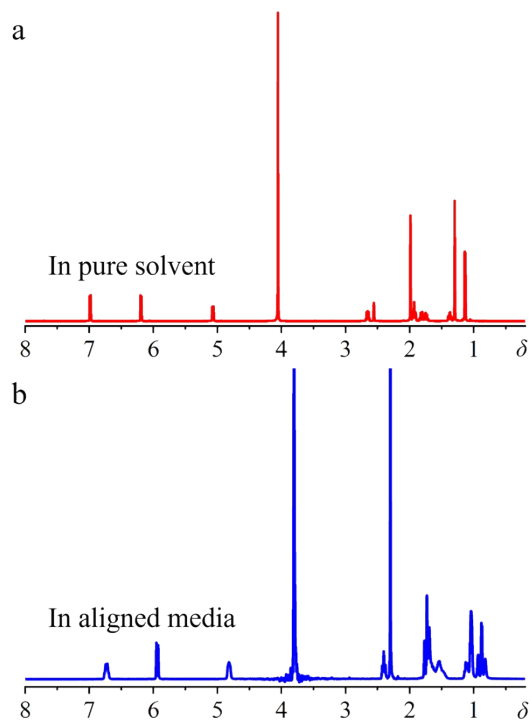 a
In pure solvent
8 7 6 5 4 3 2 1 δ
b
In aligned media
8 7 6 5 4 3 2 1 δ